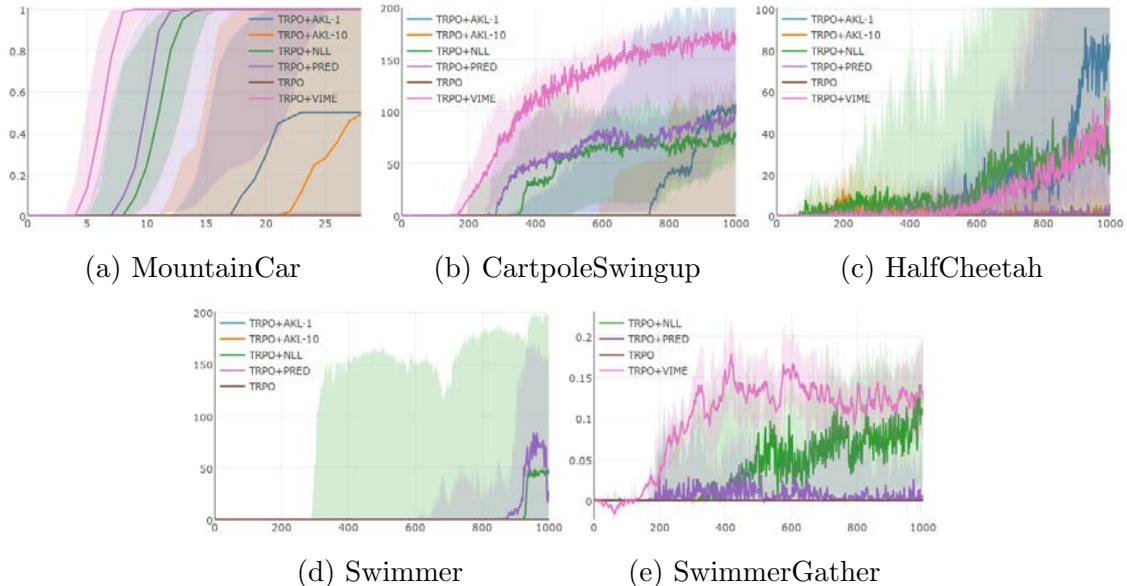 TRPO+AKL-1
TRPO+AKL-10
TRPO+NLL
TRPO+PRED
TRPO
TRPO+VIME
1
0.8
0.6
0.4
0.2
0
0 5 10 15 20 25
(a) MountainCar
TRPO+AKL-1
TRPO+AKL-10
TRPO+NLL
TRPO+PRED
TRPO
TRPO+VIME
200
150
100
50
0
0 200 400 600 800 1000
(b) CartpoleSwingup
TRPO+AKL-1
TRPO+AKL-10
TRPO+NLL
TRPO+PRED
TRPO
TRPO+VIME
100
80
60
40
20
0
0 200 400 600 800 1000
(c) HalfCheetah
TRPO+AKL-1
TRPO+AKL-10
TRPO+NLL
TRPO+PRED
TRPO
200
150
100
50
0
0 200 400 600 800 1000
(d) Swimmer
TRPO+NLL
TRPO+PRED
TRPO
TRPO+VIME
0.2
0.15
0.1
0.05
0
0 200 400 600 800 1000
(e) SwimmerGather